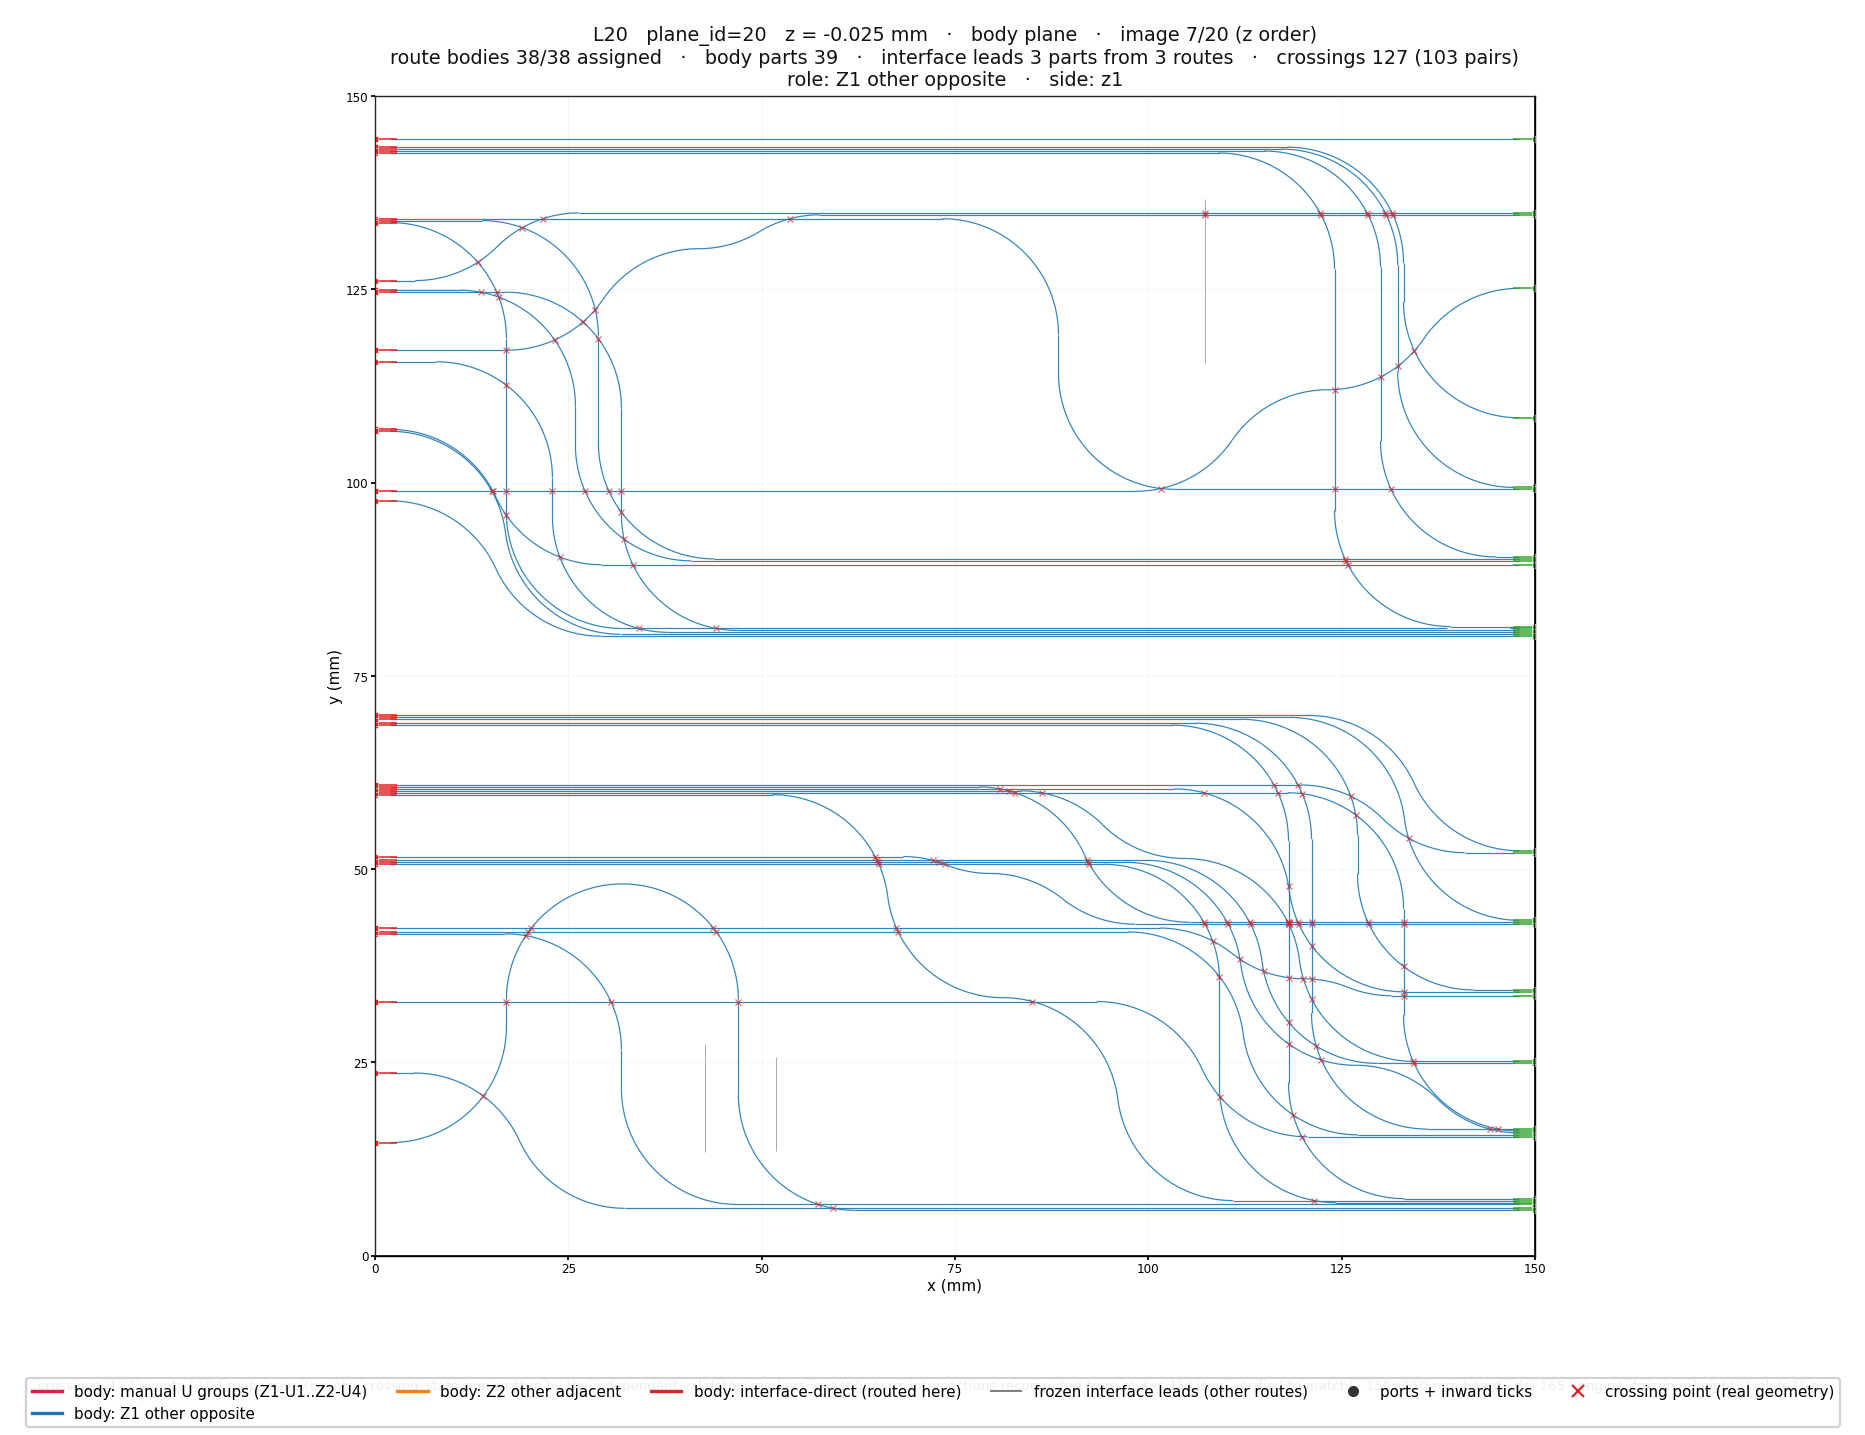 L20   plane_id=20   z = -0.025 mm   ·   body plane   ·   image 7/20 (z order)
route bodies 38/38 assigned   ·   body parts 39   ·   interface leads 3 parts from 3 routes   ·   crossings 127 (103 pairs)
role: Z1 other opposite   ·   side: z1
150
125
100
75
50
25
0
y (mm)
0 25 50 75 100 125 150
x (mm)
body: manual U groups (Z1-U1..Z2-U4)
body: Z1 other opposite
body: Z2 other adjacent
body: interface-direct (routed here)
frozen interface leads (other routes)
ports + inward ticks
crossing point (real geometry)